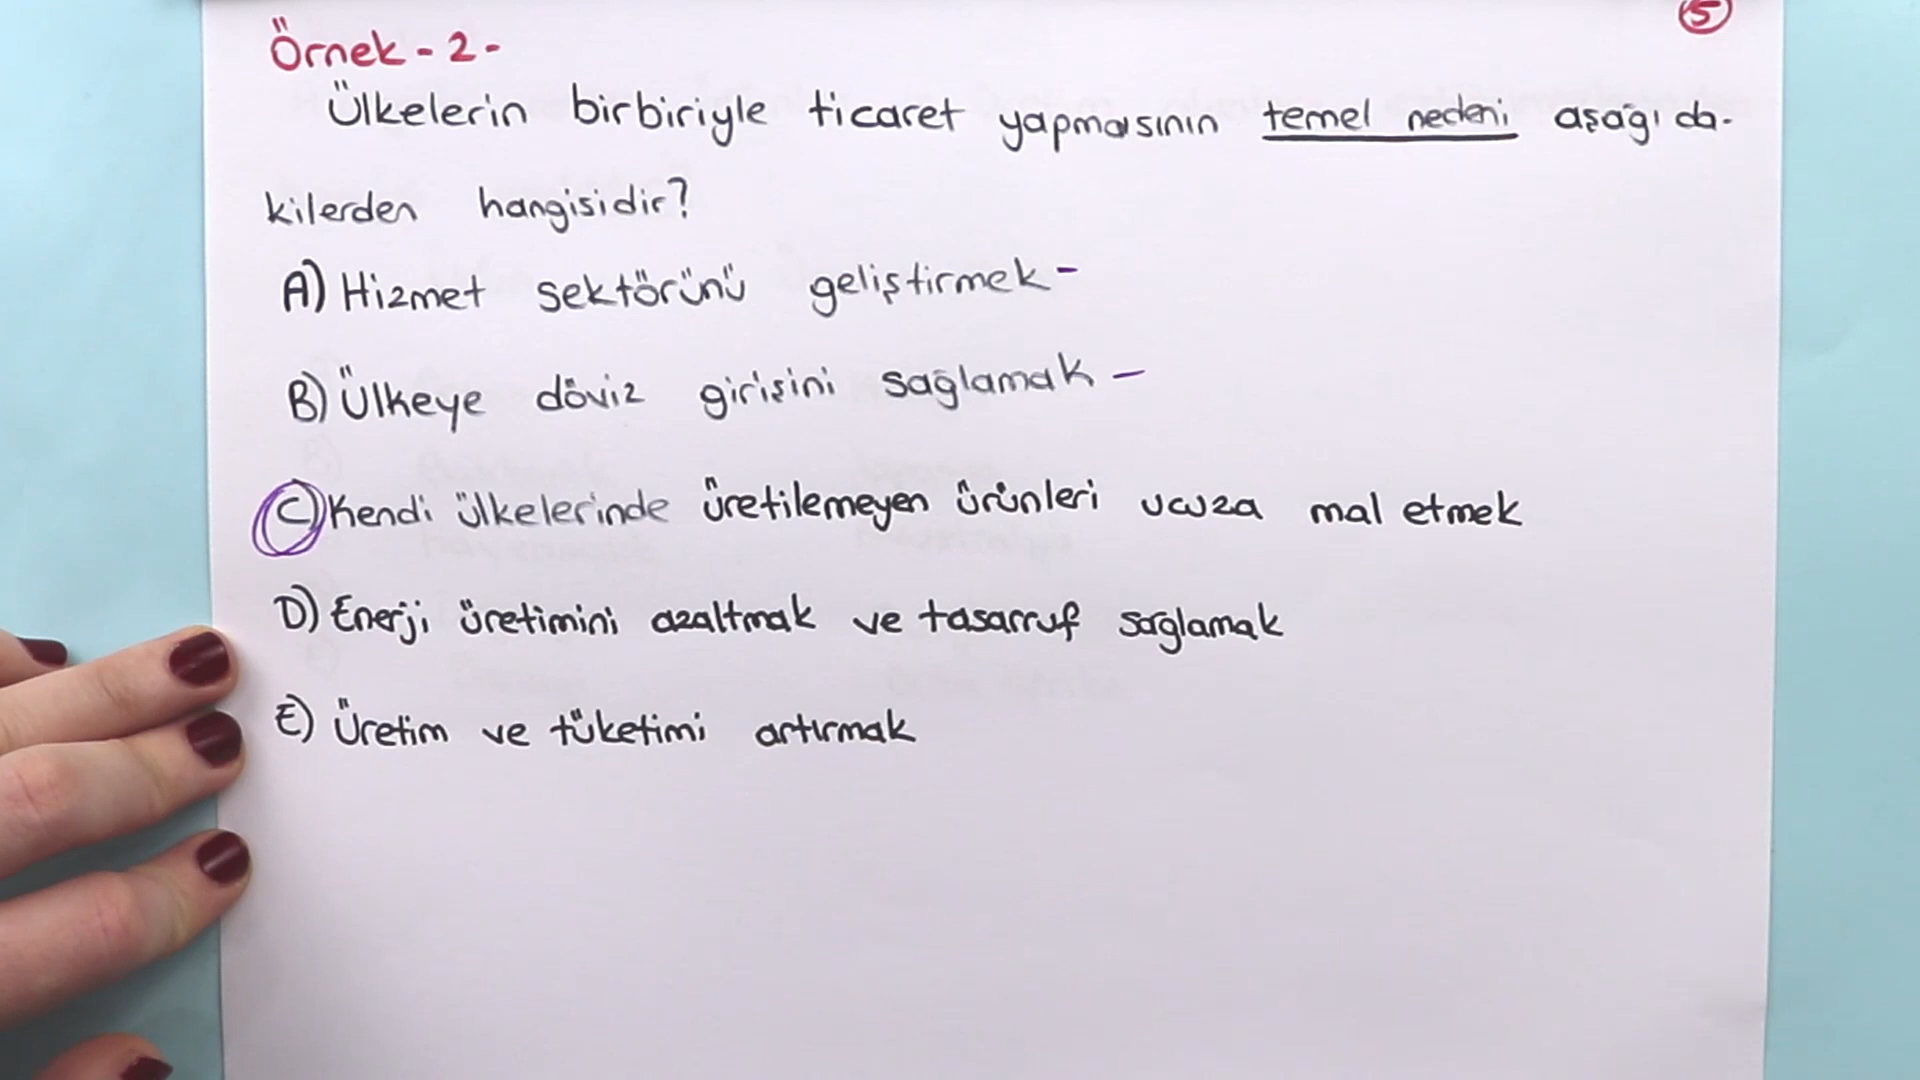 5
Örnek - 2 -
Ülkelerin birbiriyle ticaret yapmasının temel nedeni aşağıda-
kilerden hangisidir?
A) Hizmet sektörünü geliştirmek -
B) Ülkeye döviz girişini sağlamak -
C) Kendi ülkelerinde üretilemeyen ürünleri ucuza mal etmek
D) Enerji üretimini azaltmak ve tasarruf sağlamak
E) Üretim ve tüketimi artırmak